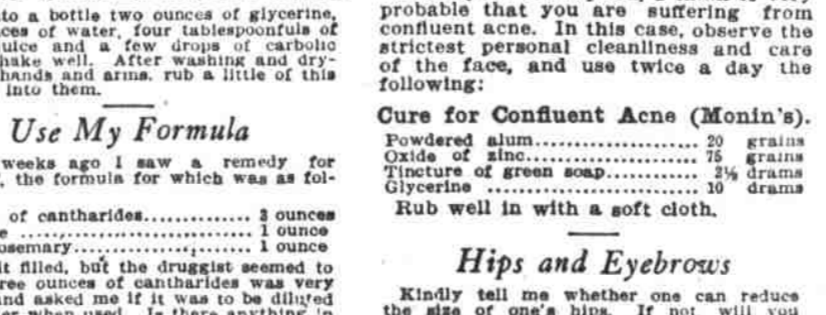 to a bottle two ounces of glycerine,
ces of water, four tablespoonfuls of
uice and a few drops of carbolic
hake well. After washing and dry-
hands and arms, rub a little of this
into them.
Use My Formula
weeks ago I saw a remedy for
, the formula for which was as fol-
of cantharides............. 3 ounces
e ........................ 1 ounce
osemary................... 1 ounce
it filled, but the druggist seemed to
ree ounces of cantharides was very
and asked me if it was to be diluted
er when used. Is there anything in
probable that you are suffering from
confluent acne. In this case, observe the
strictest personal cleanliness and care
of the face, and use twice a day the
following:
Cure for Confluent Acne (Monin's).
Powdered alum.................... 20 grains
Oxide of zinc..................... 75 grains
Tincture of green soap............ 2½ drams
Glycerine ........................ 10 drams
Rub well in with a soft cloth.
Hips and Eyebrows
Kindly tell me whether one can reduce
the size of one's hips. If not will you